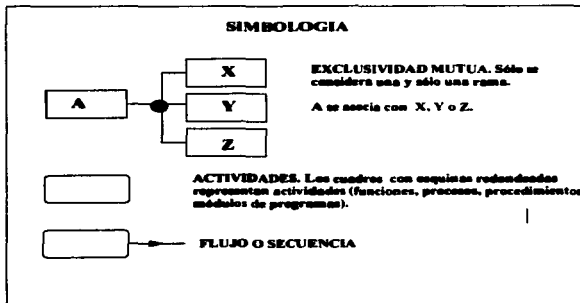 SIMBOLOGIA
X
EXCLUSIVIDAD MUTUA. Sólo se
considera una y sólo una rama.
A
Y
A se asocia con X, Y o Z.
Z
ACTIVIDADES. Los cuadros con esquinas redondeadas
representan actividades (funciones, procesos, procedimientos
módulos de programas).
FLUJO O SECUENCIA